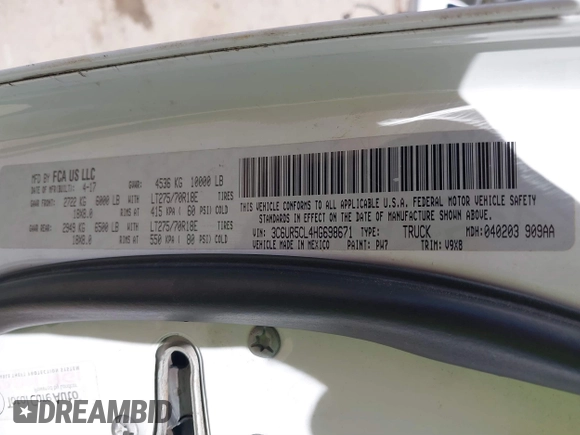 MFG BY FCA US LLC
DATE OF MFR(BUILT): 4-17 GVWR: 4536 KG 10000 LB
FRONT: 2722 KG 6000 LB WITH LT275/70R18E TIRES
18X8.0 RIMS AT 415 KPA ( 60 PSI) COLD
REAR: 2949 KG 6500 LB WITH LT275/70R18E TIRES
18X8.0 RIMS AT 550 KPA ( 80 PSI) COLD
THIS VEHICLE CONFORMS TO ALL APPLICABLE U.S.A. FEDERAL MOTOR VEHICLE SAFETY
STANDARDS IN EFFECT ON THE DATE OF MANUFACTURE SHOWN ABOVE.
VIN: 3C6UR5CL4HG698671 TYPE: TRUCK MDH: 040203 909AA
VEHICLE MADE IN MEXICO PAINT: PW7 TRIM: V9X8
DREAMBID